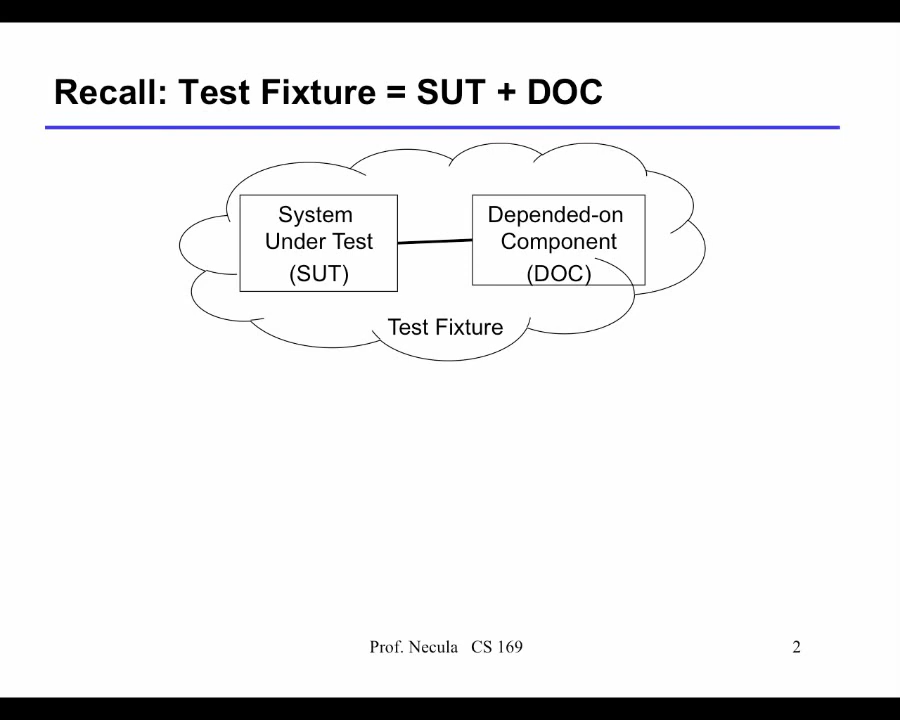 Recall: Test Fixture = SUT + DOC
System
Under Test
(SUT)
Depended-on
Component
(DOC)
Test Fixture
Prof. Necula CS 169
2